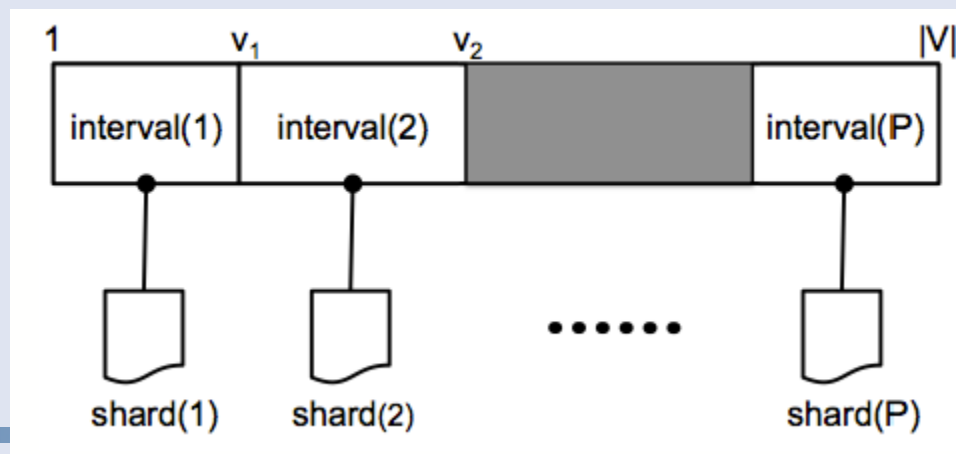 1 v₁ v₂ |V|
interval(1) interval(2) interval(P)
shard(1) shard(2) shard(P)